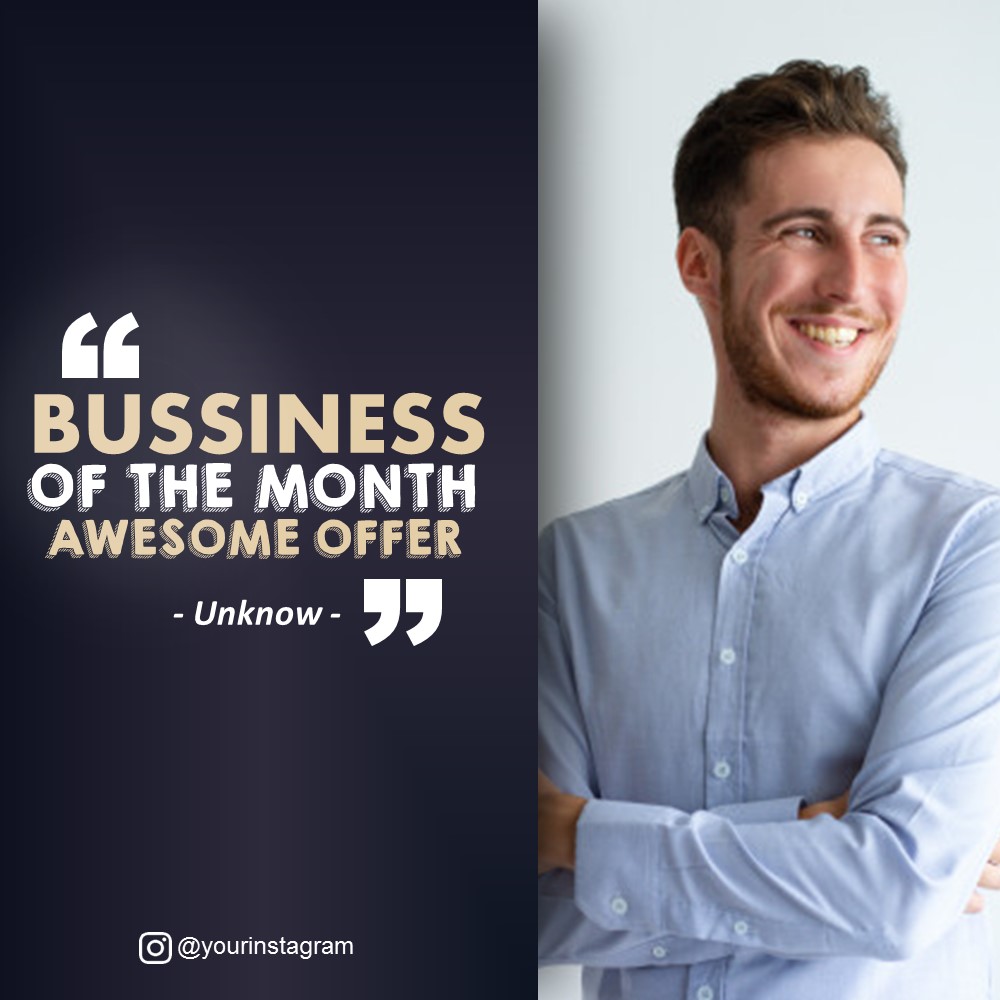 “
BUSSINESS
OF THE MONTH
AWESOME OFFER
- Unknow - ”
@yourinstagram